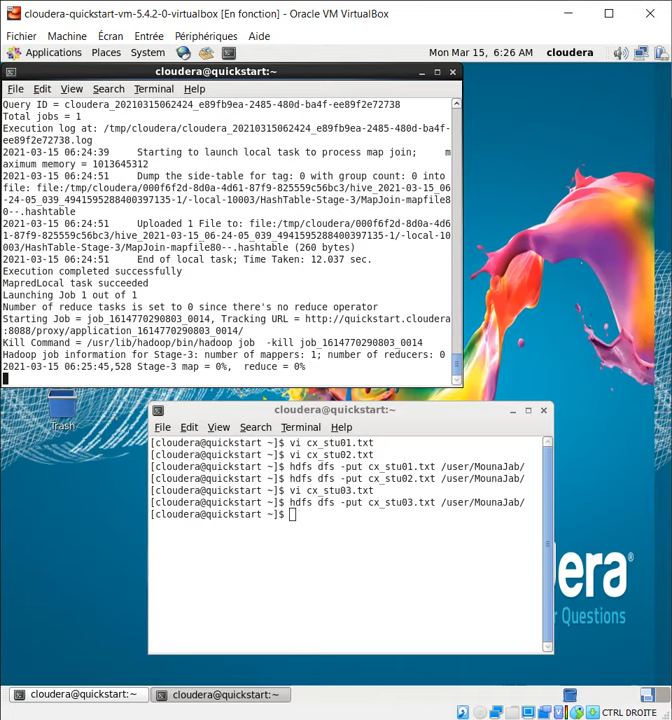 cloudera-quickstart-vm-5.4.2-0-virtualbox [En fonction] - Oracle VM VirtualBox
Fichier Machine Écran Entrée Périphériques Aide
Applications Places System Mon Mar 15, 6:26 AM cloudera
cloudera@quickstart:~
File Edit View Search Terminal Help
Query ID = cloudera_20210315062424_e89fb9ea-2485-480d-ba4f-ee89f2e72738
Total jobs = 1
Execution log at: /tmp/cloudera/cloudera_20210315062424_e89fb9ea-2485-480d-ba4f-
ee89f2e72738.log
2021-03-15 06:24:39 Starting to launch local task to process map join; m
aximum memory = 1013645312
2021-03-15 06:24:51 Dump the side-table for tag: 0 with group count: 0 into
file: file:/tmp/cloudera/000f6f2d-8d0a-4d61-87f9-825559c56bc3/hive_2021-03-15_06
-24-05_039_4941595288400397135-1/-local-10003/HashTable-Stage-3/MapJoin-mapfile8
0--.hashtable
2021-03-15 06:24:51 Uploaded 1 File to: file:/tmp/cloudera/000f6f2d-8d0a-4d6
1-87f9-825559c56bc3/hive_2021-03-15_06-24-05_039_4941595288400397135-1/-local-10
003/HashTable-Stage-3/MapJoin-mapfile80--.hashtable (260 bytes)
2021-03-15 06:24:51 End of local task; Time Taken: 12.037 sec.
Execution completed successfully
MapredLocal task succeeded
Launching Job 1 out of 1
Number of reduce tasks is set to 0 since there's no reduce operator
Starting Job = job_1614770290803_0014, Tracking URL = http://quickstart.cloudera
:8088/proxy/application_1614770290803_0014/
Kill Command = /usr/lib/hadoop/bin/hadoop job -kill job_1614770290803_0014
Hadoop job information for Stage-3: number of mappers: 1; number of reducers: 0
2021-03-15 06:25:45,528 Stage-3 map = 0%, reduce = 0%
Trash
cloudera@quickstart:~
File Edit View Search Terminal Help
[cloudera@quickstart ~]$ vi cx_stu01.txt
[cloudera@quickstart ~]$ vi cx_stu02.txt
[cloudera@quickstart ~]$ hdfs dfs -put cx_stu01.txt /user/MounaJab/
[cloudera@quickstart ~]$ hdfs dfs -put cx_stu02.txt /user/MounaJab/
[cloudera@quickstart ~]$ vi cx_stu03.txt
[cloudera@quickstart ~]$ hdfs dfs -put cx_stu03.txt /user/MounaJab/
[cloudera@quickstart ~]$
era®
r Questions
cloudera@quickstart:~ cloudera@quickstart:~
CTRL DROITE